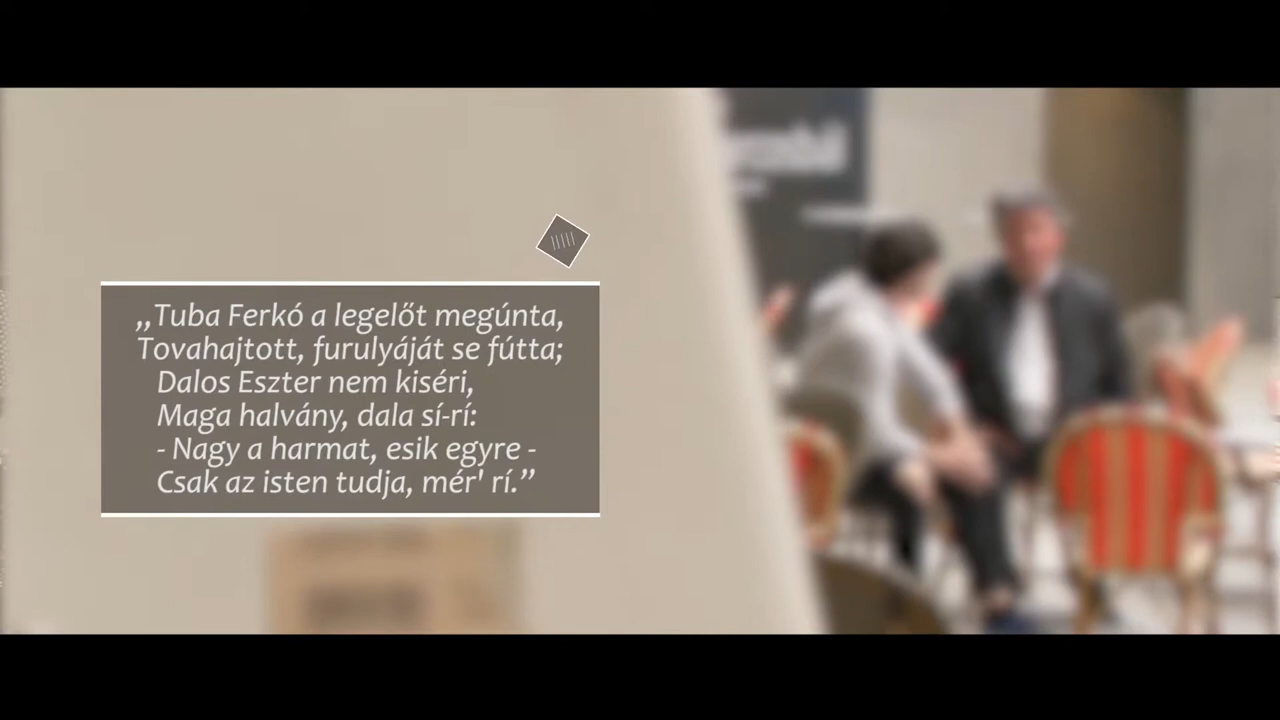 „Tuba Ferkó a legelőt megúnta,
Tovahajtott, furulyáját se fútta;
Dalos Eszter nem kiséri,
Maga halvány, dala sí-rí:
- Nagy a harmat, esik egyre -
Csak az isten tudja, mér' rí.”